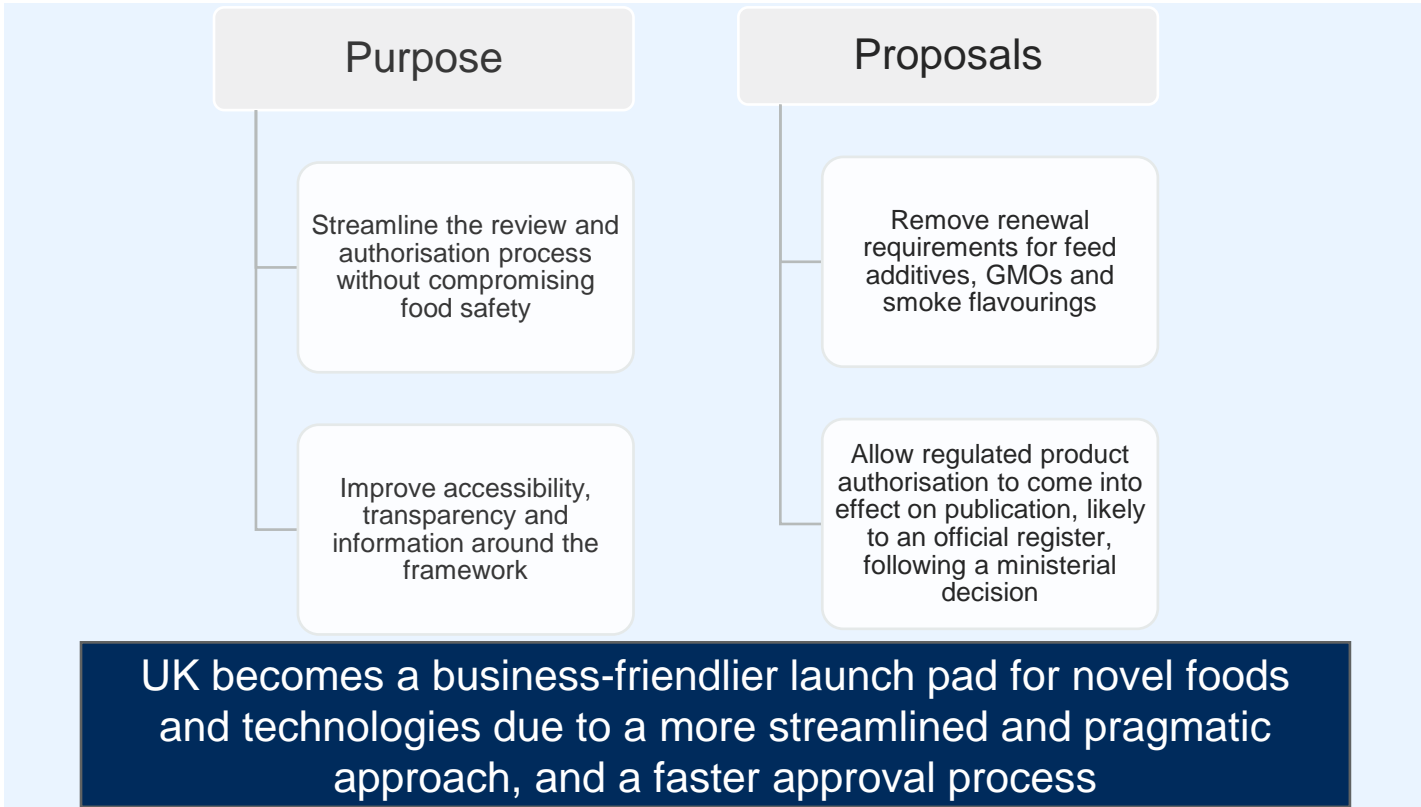 Purpose
Streamline the review and
authorisation process
without compromising
food safety
Improve accessibility,
transparency and
information around the
framework
Proposals
Remove renewal
requirements for feed
additives, GMOs and
smoke flavourings
Allow regulated product
authorisation to come into
effect on publication, likely
to an official register,
following a ministerial
decision
UK becomes a business-friendlier launch pad for novel foods
and technologies due to a more streamlined and pragmatic
approach, and a faster approval process